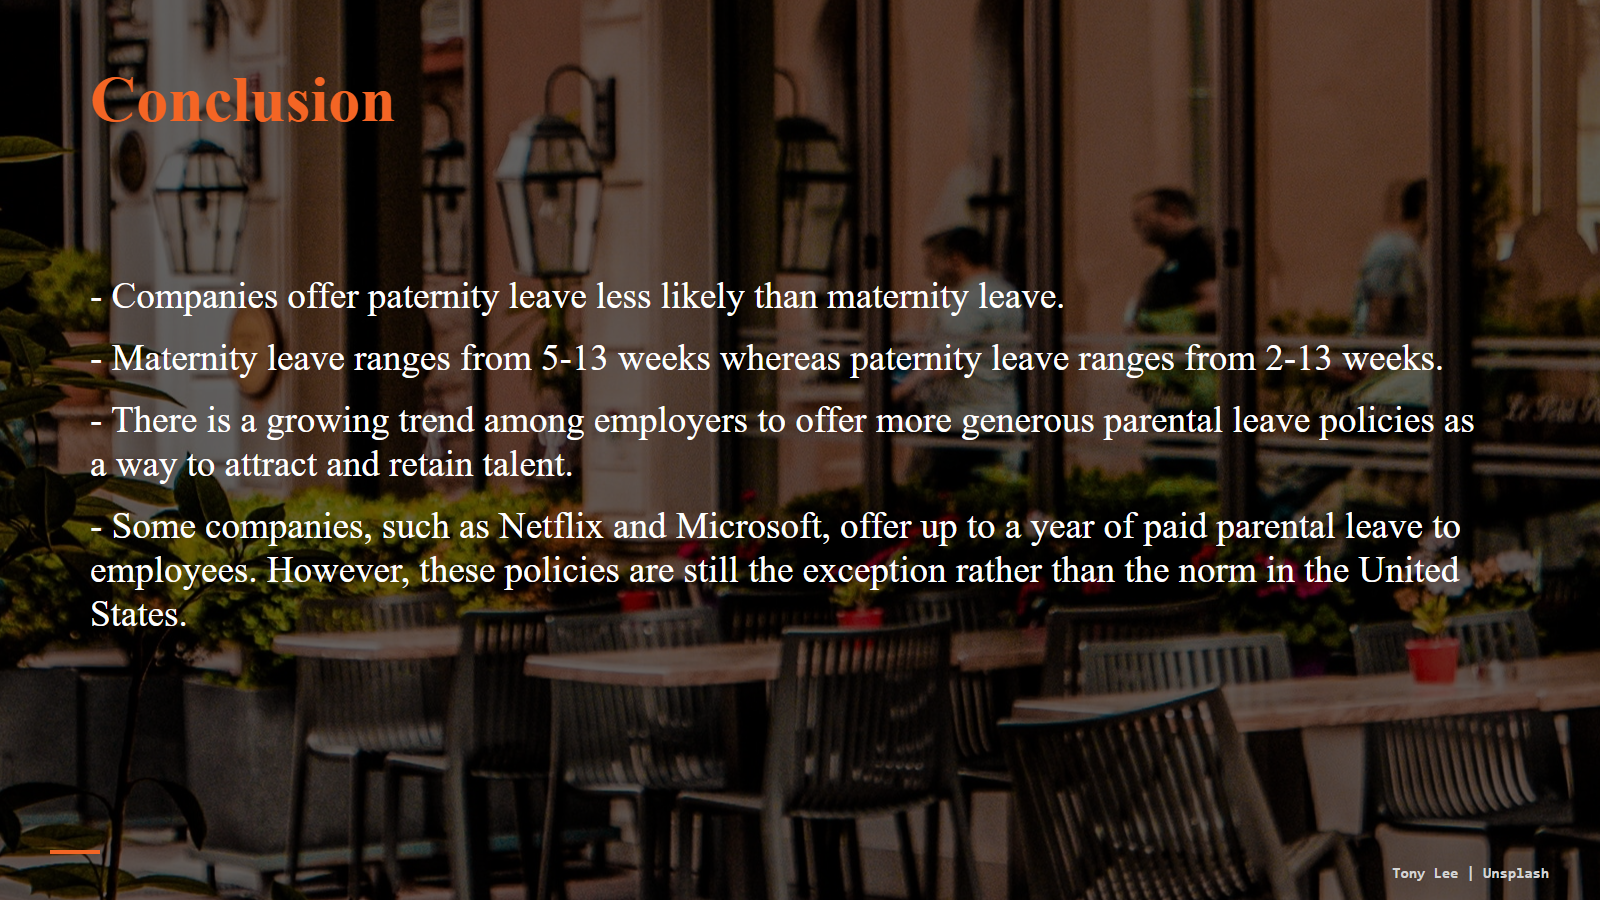 Conclusion
- Companies offer paternity leave less likely than maternity leave.
- Maternity leave ranges from 5-13 weeks whereas paternity leave ranges from 2-13 weeks.
- There is a growing trend among employers to offer more generous parental leave policies as
a way to attract and retain talent.
- Some companies, such as Netflix and Microsoft, offer up to a year of paid parental leave to
employees. However, these policies are still the exception rather than the norm in the United
States.
Tony Lee | Unsplash